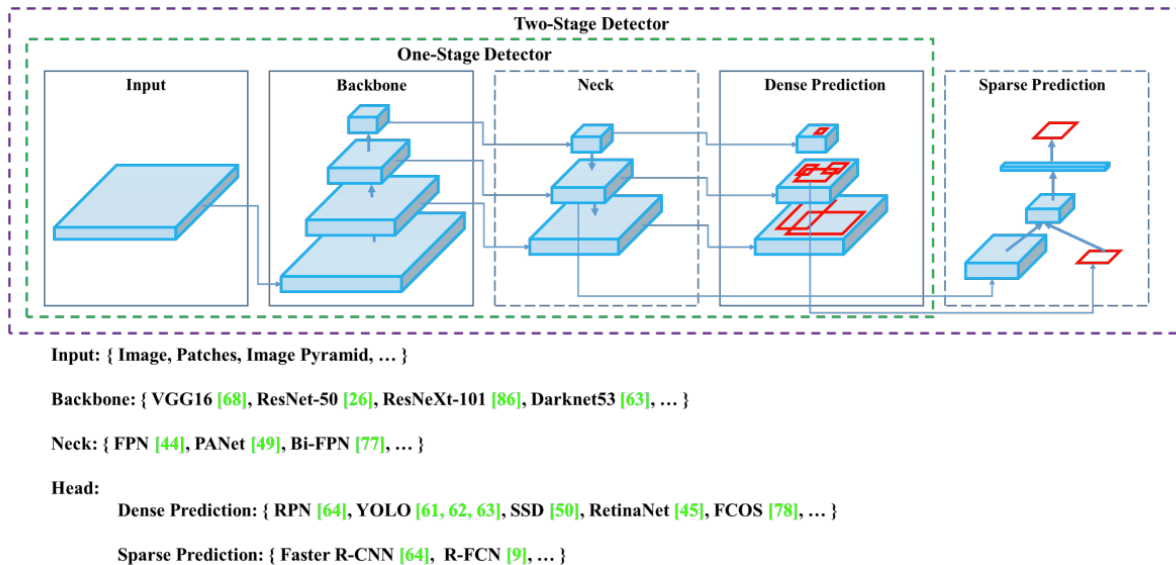 Two-Stage Detector
One-Stage Detector
Input
Backbone
Neck
Dense Prediction
Sparse Prediction
Input: { Image, Patches, Image Pyramid, … }
Backbone: { VGG16 [68], ResNet-50 [26], ResNeXt-101 [86], Darknet53 [63], … }
Neck: { FPN [44], PANet [49], Bi-FPN [77], … }
Head:
Dense Prediction: { RPN [64], YOLO [61, 62, 63], SSD [50], RetinaNet [45], FCOS [78], … }
Sparse Prediction: { Faster R-CNN [64], R-FCN [9], … }